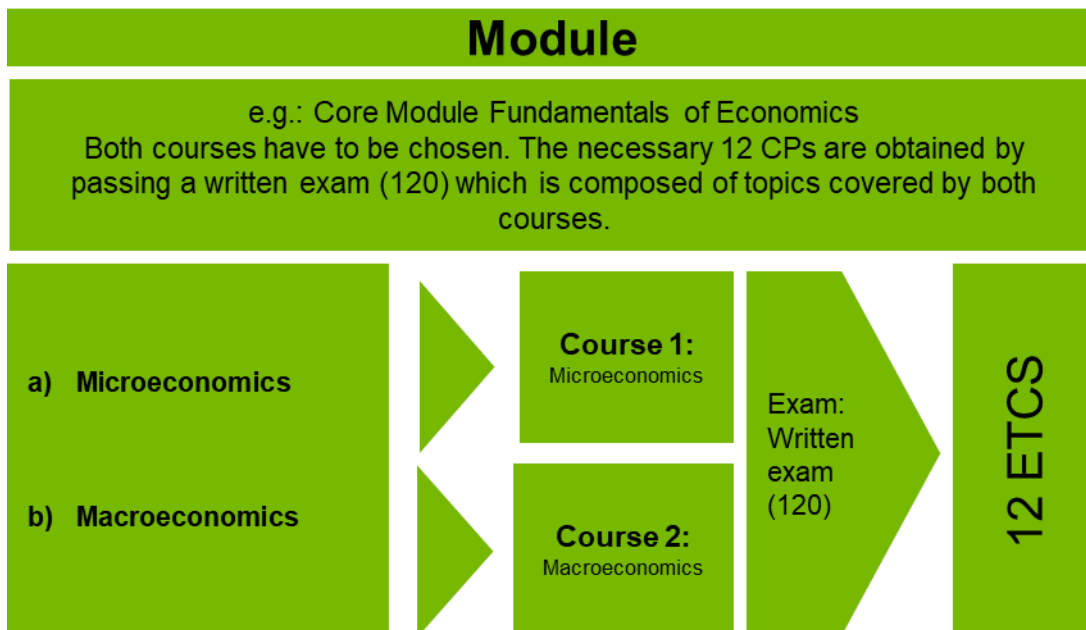 Module
e.g.: Core Module Fundamentals of Economics
Both courses have to be chosen. The necessary 12 CPs are obtained by
passing a written exam (120) which is composed of topics covered by both
courses.
a) Microeconomics
b) Macroeconomics
Course 1:
Microeconomics
Course 2:
Macroeconomics
Exam:
Written
exam
(120)
12 ETCS